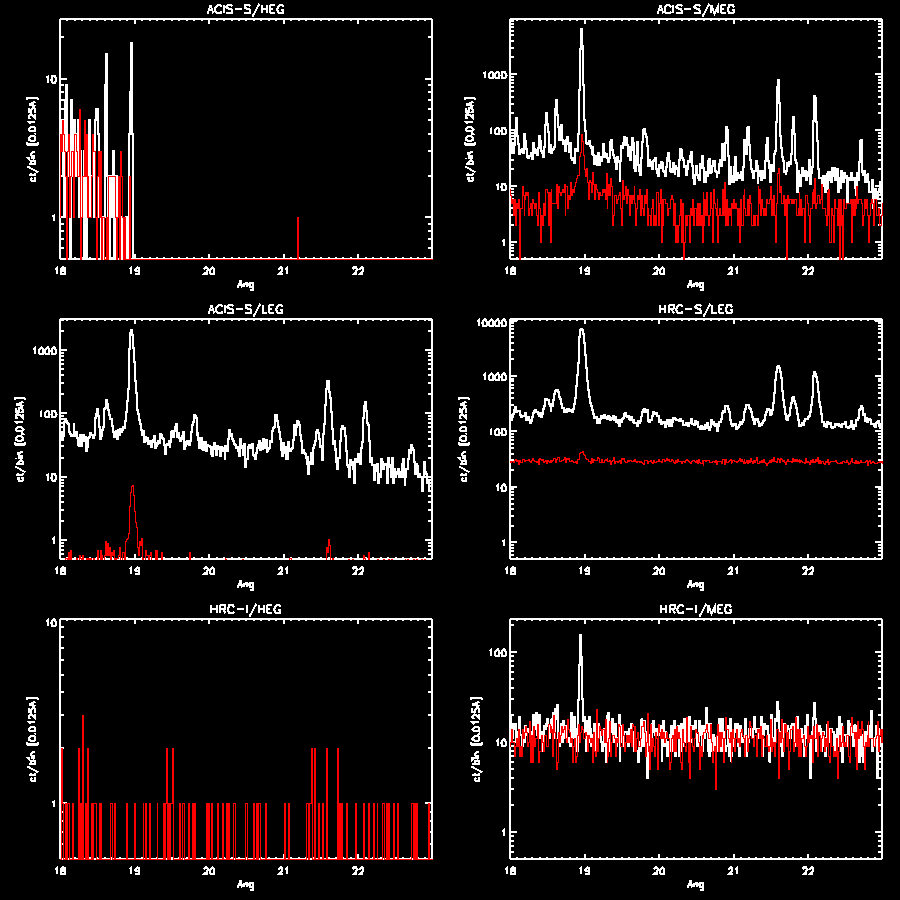 ACIS-S/HEG
ct/bin [0.0125A]
10
1
18 19 20 21 22
Ang
ACIS-S/MEG
ct/bin [0.0125A]
1000
100
10
1
18 19 20 21 22
Ang
ACIS-S/LEG
ct/bin [0.0125A]
1000
100
10
1
18 19 20 21 22
Ang
HRC-S/LEG
ct/bin [0.0125A]
10000
1000
100
10
1
18 19 20 21 22
Ang
HRC-I/HEG
ct/bin [0.0125A]
10
1
18 19 20 21 22
Ang
HRC-I/MEG
ct/bin [0.0125A]
100
10
1
18 19 20 21 22
Ang